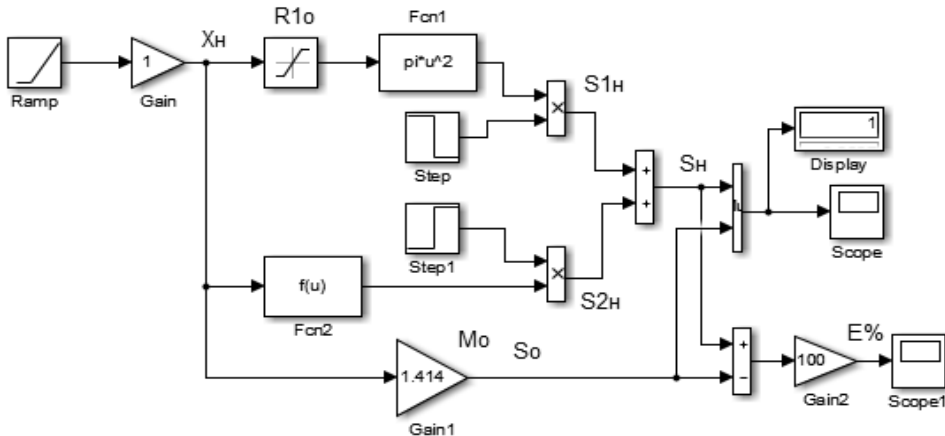 R1o
Fcn1
Xн
1
pi*u^2
Ramp
Gain
S1н
×
Step
1
Display
+
+
Sн
Scope
Step1
×
S2н
f(u)
Fcn2
Mo
So
1.414
Gain1
+
−
100
Gain2
E%
Scope1